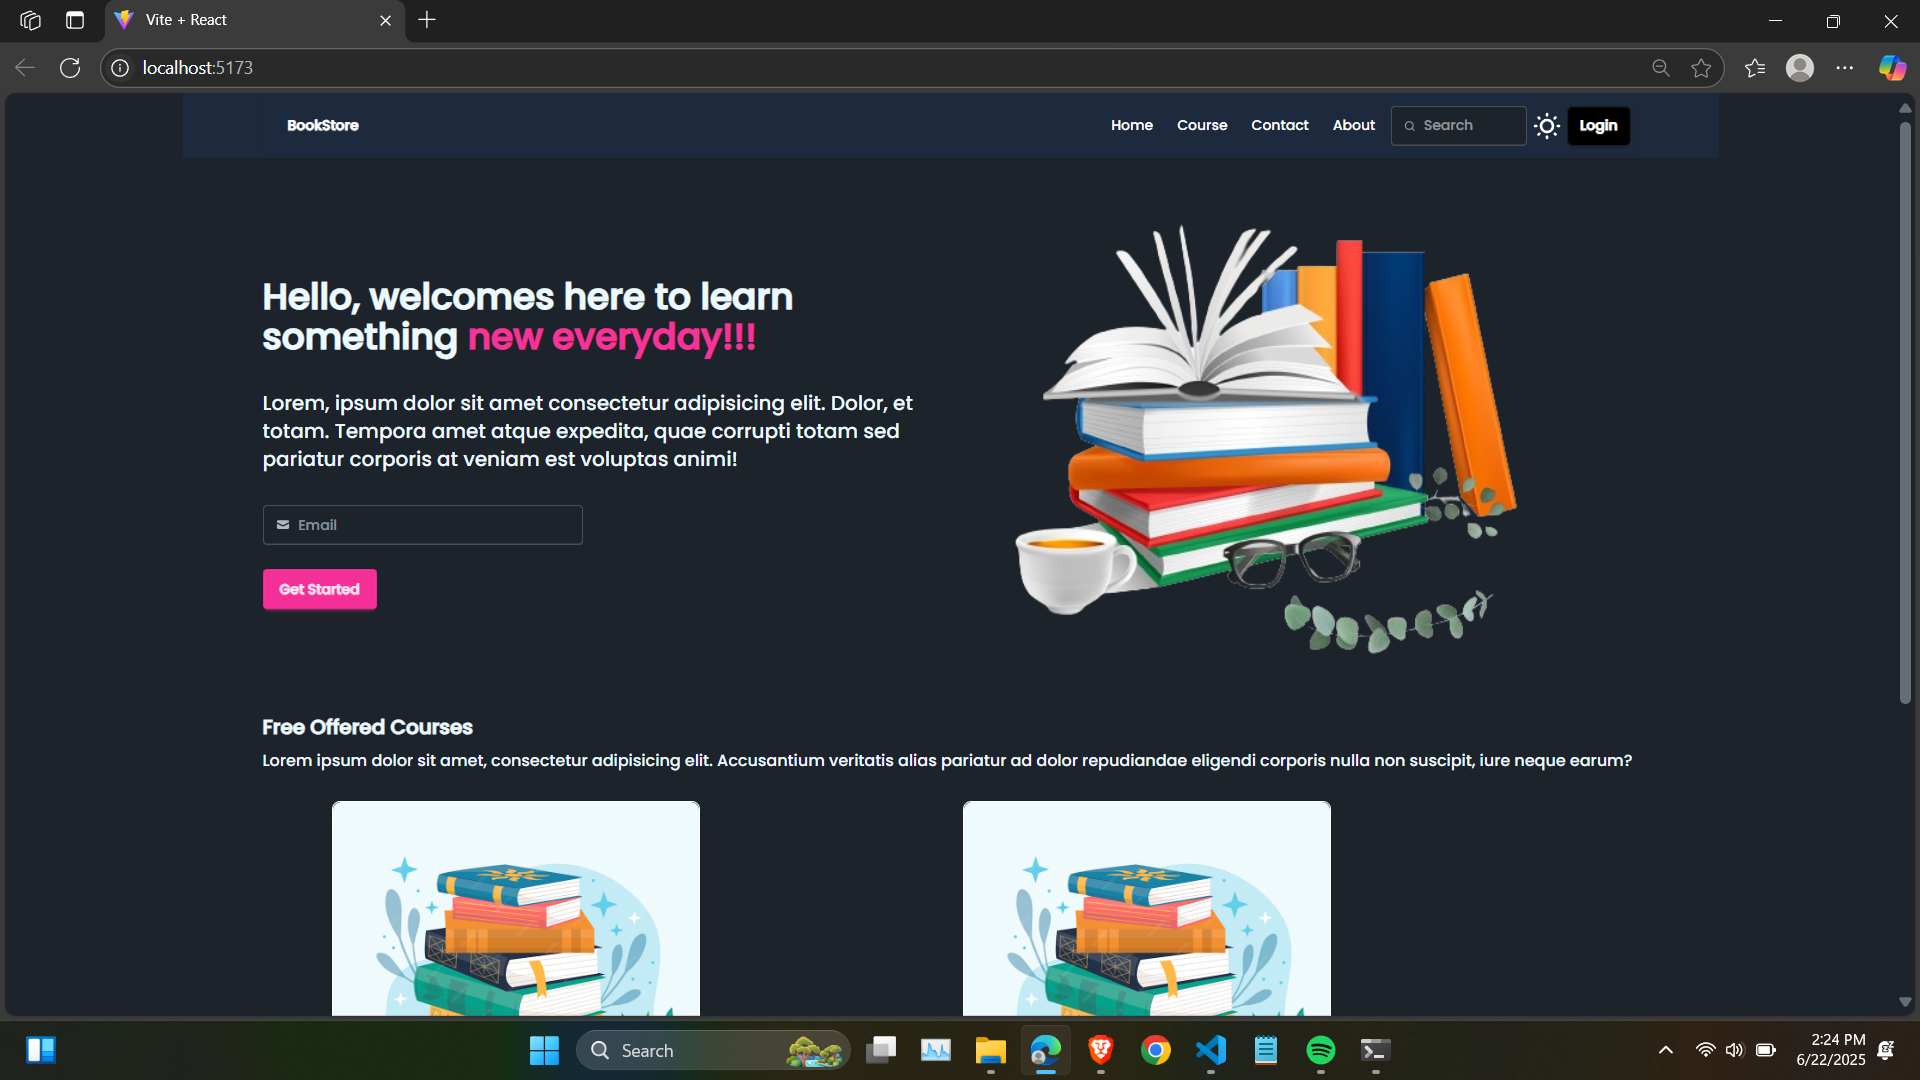 Vite + React
localhost:5173
BookStore
Home
Course
Contact
About
Search
Login
Hello, welcomes here to learn
something new everyday!!!
Lorem, ipsum dolor sit amet consectetur adipisicing elit. Dolor, et
totam. Tempora amet atque expedita, quae corrupti totam sed
pariatur corporis at veniam est voluptas animi!
Email
Get Started
Free Offered Courses
Lorem ipsum dolor sit amet, consectetur adipisicing elit. Accusantium veritatis alias pariatur ad dolor repudiandae eligendi corporis nulla non suscipit, iure neque earum?
Search
2:24 PM
6/22/2025